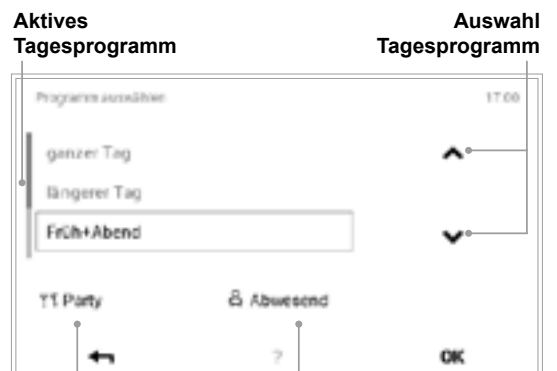 Aktives
Tagesprogramm
Auswahl
Tagesprogramm
Programm auswählen
17:00
ganzer Tag
längerer Tag
Früh+Abend
Party
Abwesend
?
OK